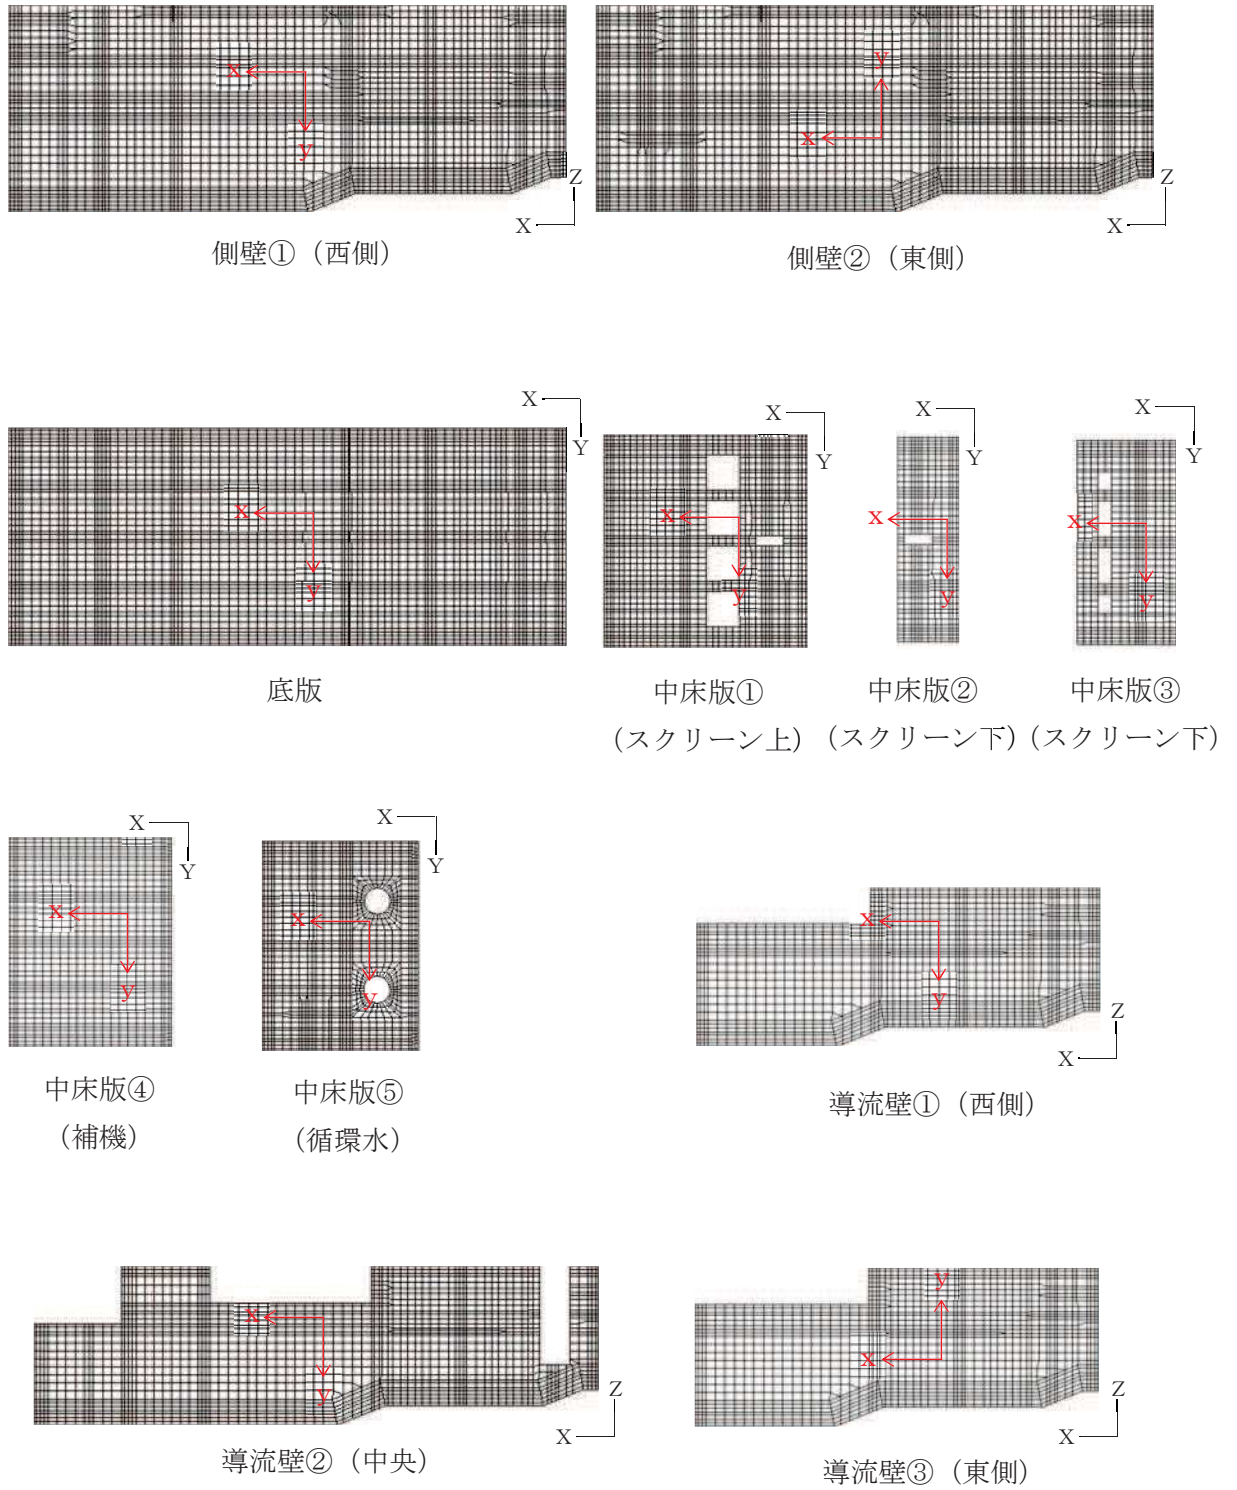 x
y
Z
X
側壁①（西側）
y
x
Z
X
側壁②（東側）
X
Y
x
y
底版
X
Y
x
y
中床版①
（スクリーン上）
X
Y
x
y
中床版②
（スクリーン下）
X
Y
x
y
中床版③
（スクリーン下）
X
Y
x
y
中床版④
（補機）
X
Y
x
y
中床版⑤
（循環水）
x
y
Z
X
導流壁①（西側）
x
y
Z
X
導流壁②（中央）
y
x
Z
X
導流壁③（東側）